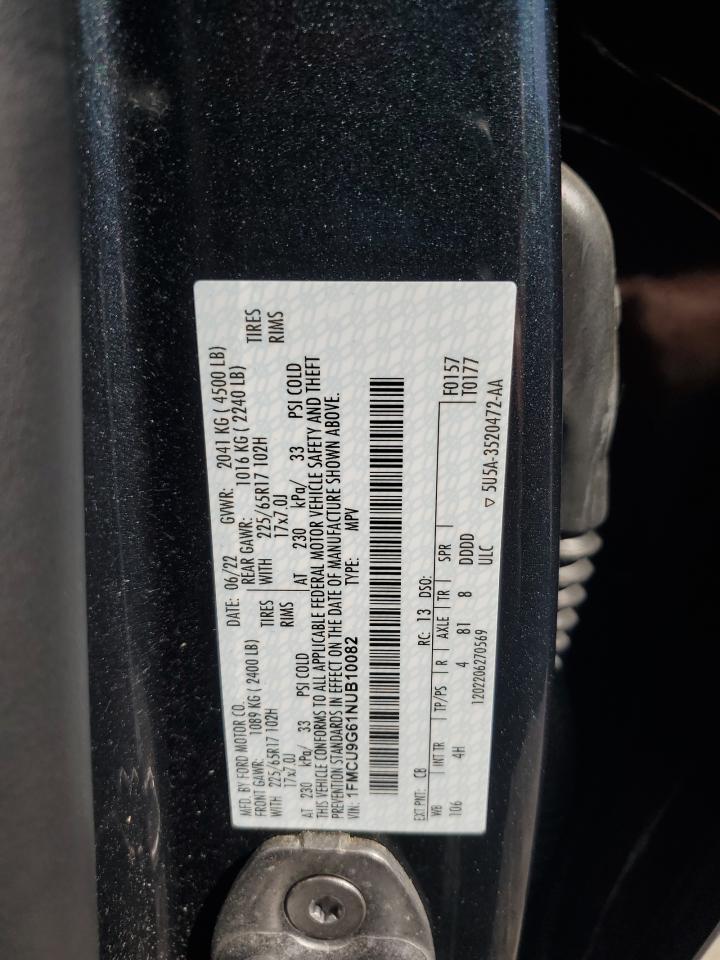 MFD. BY FORD MOTOR CO.
DATE: 06/22 GVWR: 2041 KG ( 4500 LB)
FRONT GAWR: 1089 KG ( 2400 LB) REAR GAWR: 1016 KG ( 2240 LB)
WITH 225/65R17 102H TIRES WITH 225/65R17 102H TIRES
17x7.0J RIMS 17x7.0J RIMS
AT 230 kPa/ 33 PSI COLD AT 230 kPa/ 33 PSI COLD
THIS VEHICLE CONFORMS TO ALL APPLICABLE FEDERAL MOTOR VEHICLE SAFETY AND THEFT
PREVENTION STANDARDS IN EFFECT ON THE DATE OF MANUFACTURE SHOWN ABOVE.
VIN: 1FMCU9G61NUB10082 TYPE: MPV
EXT PNT: CB RC: 13 DSO: F0157
WB INT TR TP/PS R AXLE TR SPR T0177
106 4H 4 81 8 DDDD
1202206270569 ULC ▽ 5U5A-3520472-AA